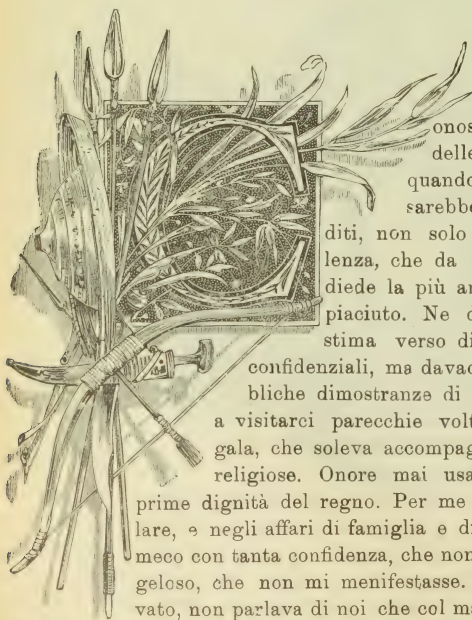 Conos
delle
quando
sarebbe
diti, non solo
lenza, che da
diede la più an
piaciuto. Ne d
stima verso di
confidenziali, ma davac
bliche dimostranze di
a visitarci parecchie volt
gala, che soleva accompag
religiose. Onore mai usa
prime dignità del regno. Per me
lare, e negli affari di famiglia e di
meco con tanta confidenza, che non
geloso, che non mi menifestasse.
vato, non parlava di noi che col ma